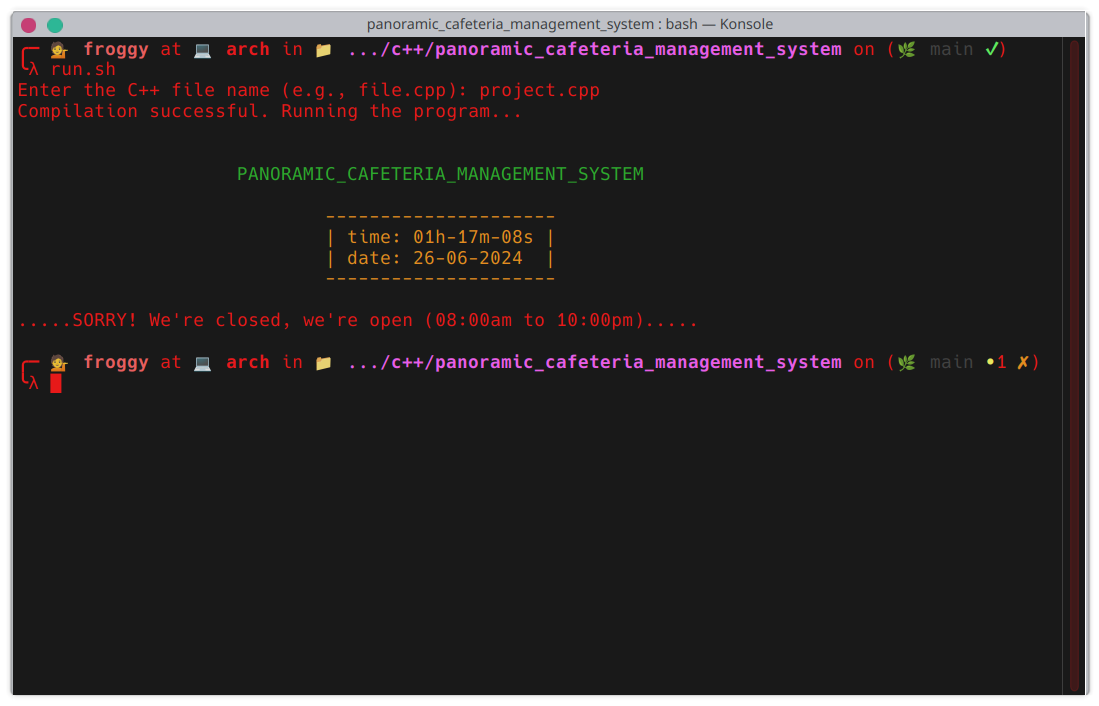 panoramic_cafeteria_management_system : bash — Konsole
╭─ 💁 froggy at 💻 arch in 📁 .../c++/panoramic_cafeteria_management_system on (🌿 main ✓)
╰λ run.sh
Enter the C++ file name (e.g., file.cpp): project.cpp
Compilation successful. Running the program...
PANORAMIC_CAFETERIA_MANAGEMENT_SYSTEM
---------------------
| time: 01h-17m-08s |
| date: 26-06-2024  |
---------------------
.....SORRY! We're closed, we're open (08:00am to 10:00pm).....
╭─ 💁 froggy at 💻 arch in 📁 .../c++/panoramic_cafeteria_management_system on (🌿 main •1 ✗)
╰λ